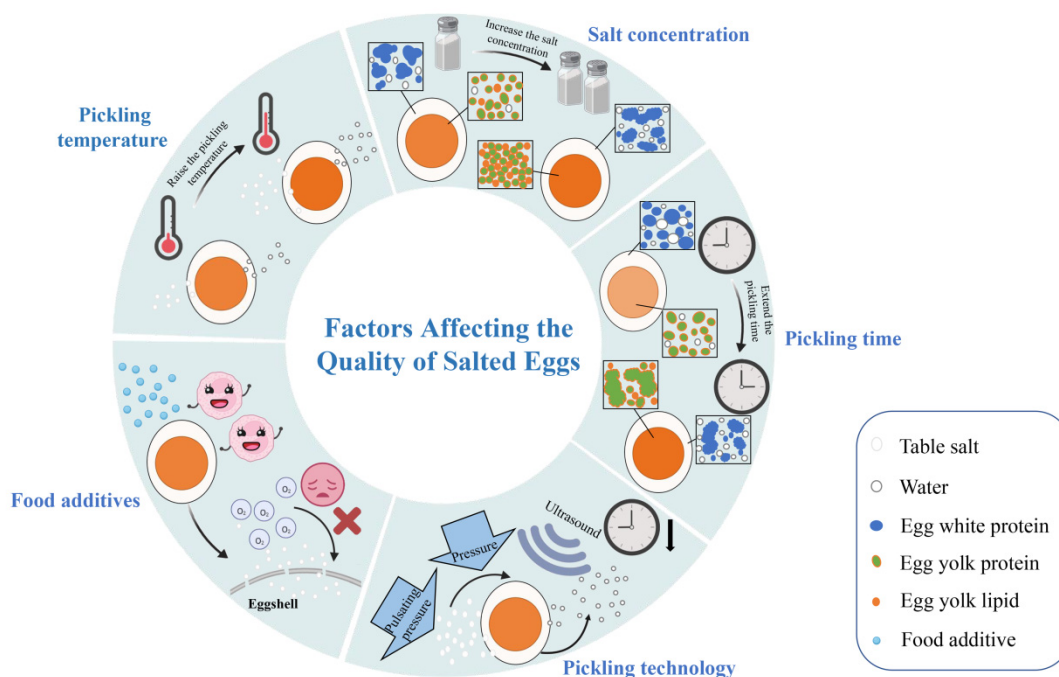 Salt concentration
Increase the salt
concentration
Pickling
temperature
Raise the pickling
temperature
Factors Affecting the
Quality of Salted Eggs
Extend the
pickling time
Pickling time
Food additives
O₂
O₂
O₂
O₂
O₂
Eggshell
Ultrasound
Pressure
Pulsating
pressure
Pickling technology
Table salt
Water
Egg white protein
Egg yolk protein
Egg yolk lipid
Food additive